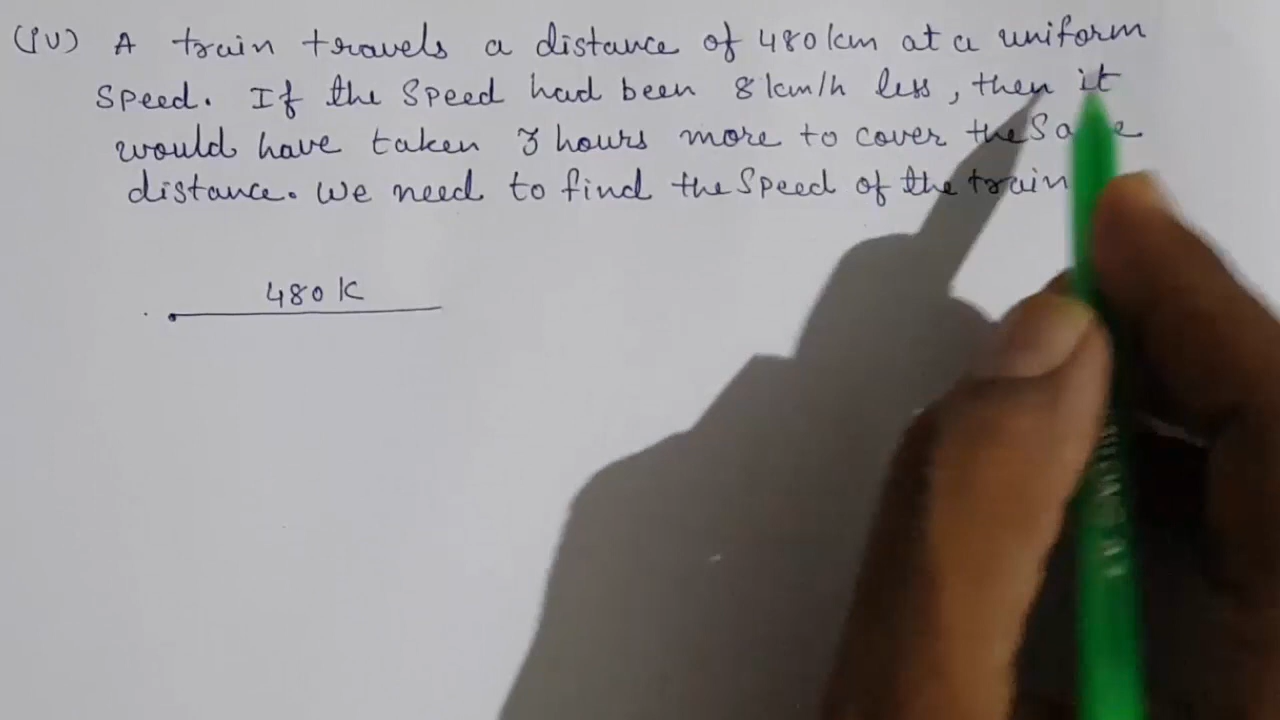 (iv) A train travels a distance of 480 km at a uniform
speed. If the speed had been 8 km/h less, then it
would have taken 3 hours more to cover the Same
distance. We need to find the Speed of the train
480 K